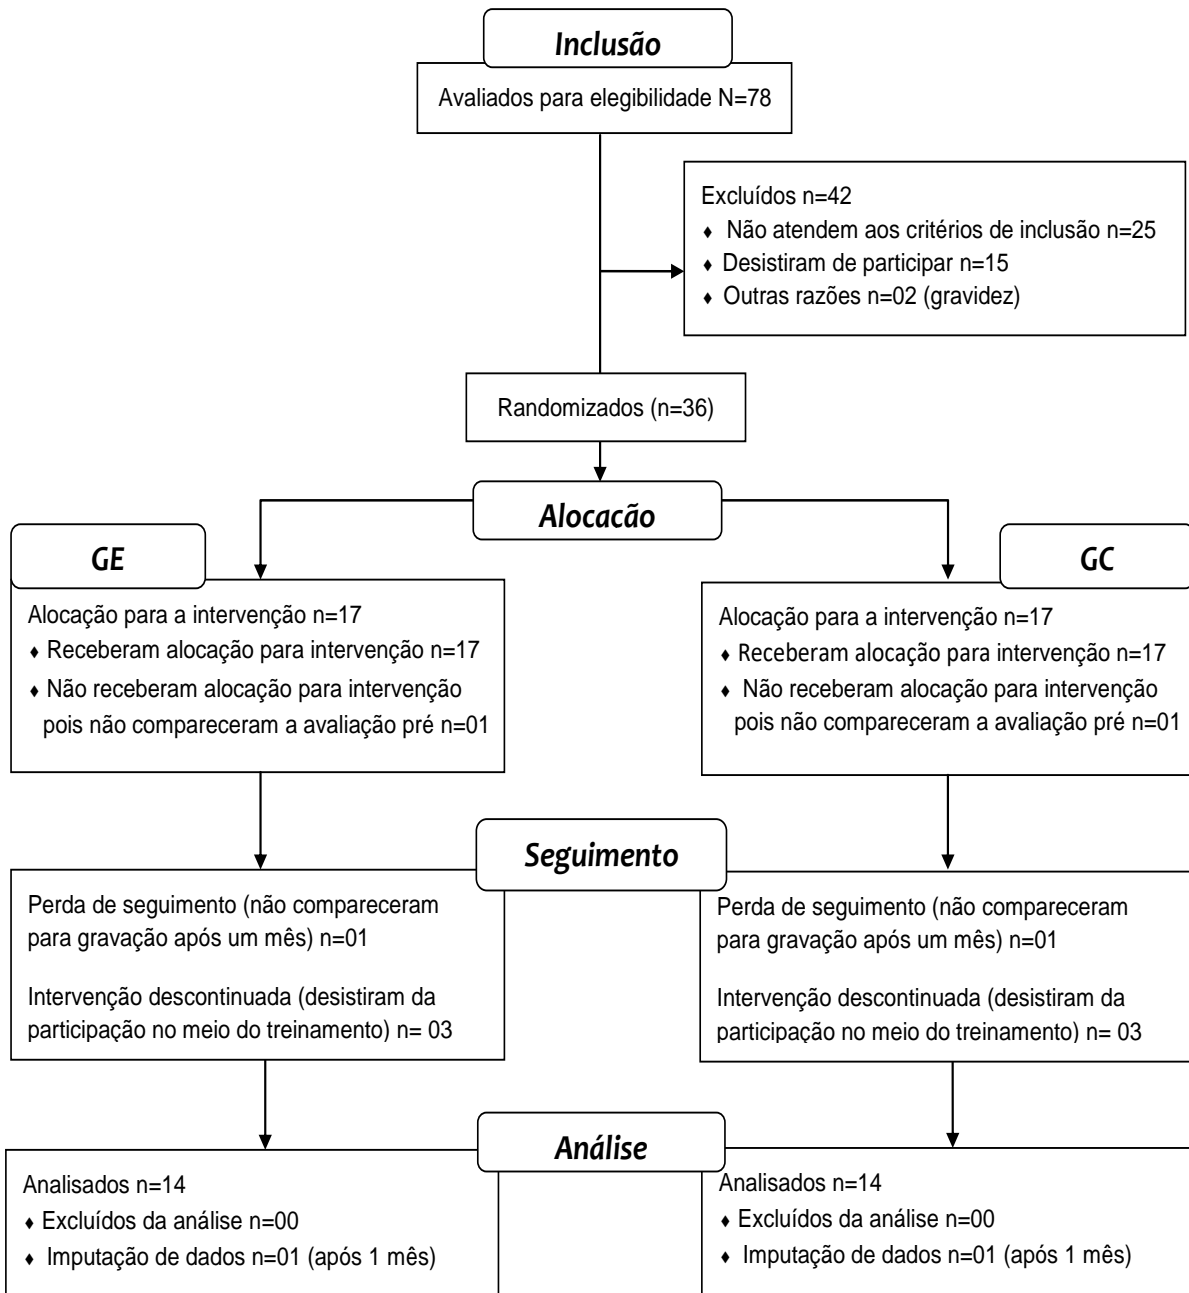 Inclusão
Avaliados para elegibilidade N=78
Excluídos n=42
♦ Não atendem aos critérios de inclusão n=25
♦ Desistiram de participar n=15
♦ Outras razões n=02 (gravidez)
Randomizados (n=36)
Alocacão
GE
Alocação para a intervenção n=17
♦ Receberam alocação para intervenção n=17
♦ Não receberam alocação para intervenção
pois não compareceram a avaliação pré n=01
GC
Alocação para a intervenção n=17
♦ Receberam alocação para intervenção n=17
♦ Não receberam alocação para intervenção
pois não compareceram a avaliação pré n=01
Seguimento
Perda de seguimento (não compareceram
para gravação após um mês) n=01
Intervenção descontinuada (desistiram da
participação no meio do treinamento) n= 03
Perda de seguimento (não compareceram
para gravação após um mês) n=01
Intervenção descontinuada (desistiram da
participação no meio do treinamento) n= 03
Análise
Analisados n=14
♦ Excluídos da análise n=00
♦ Imputação de dados n=01 (após 1 mês)
Analisados n=14
♦ Excluídos da análise n=00
♦ Imputação de dados n=01 (após 1 mês)